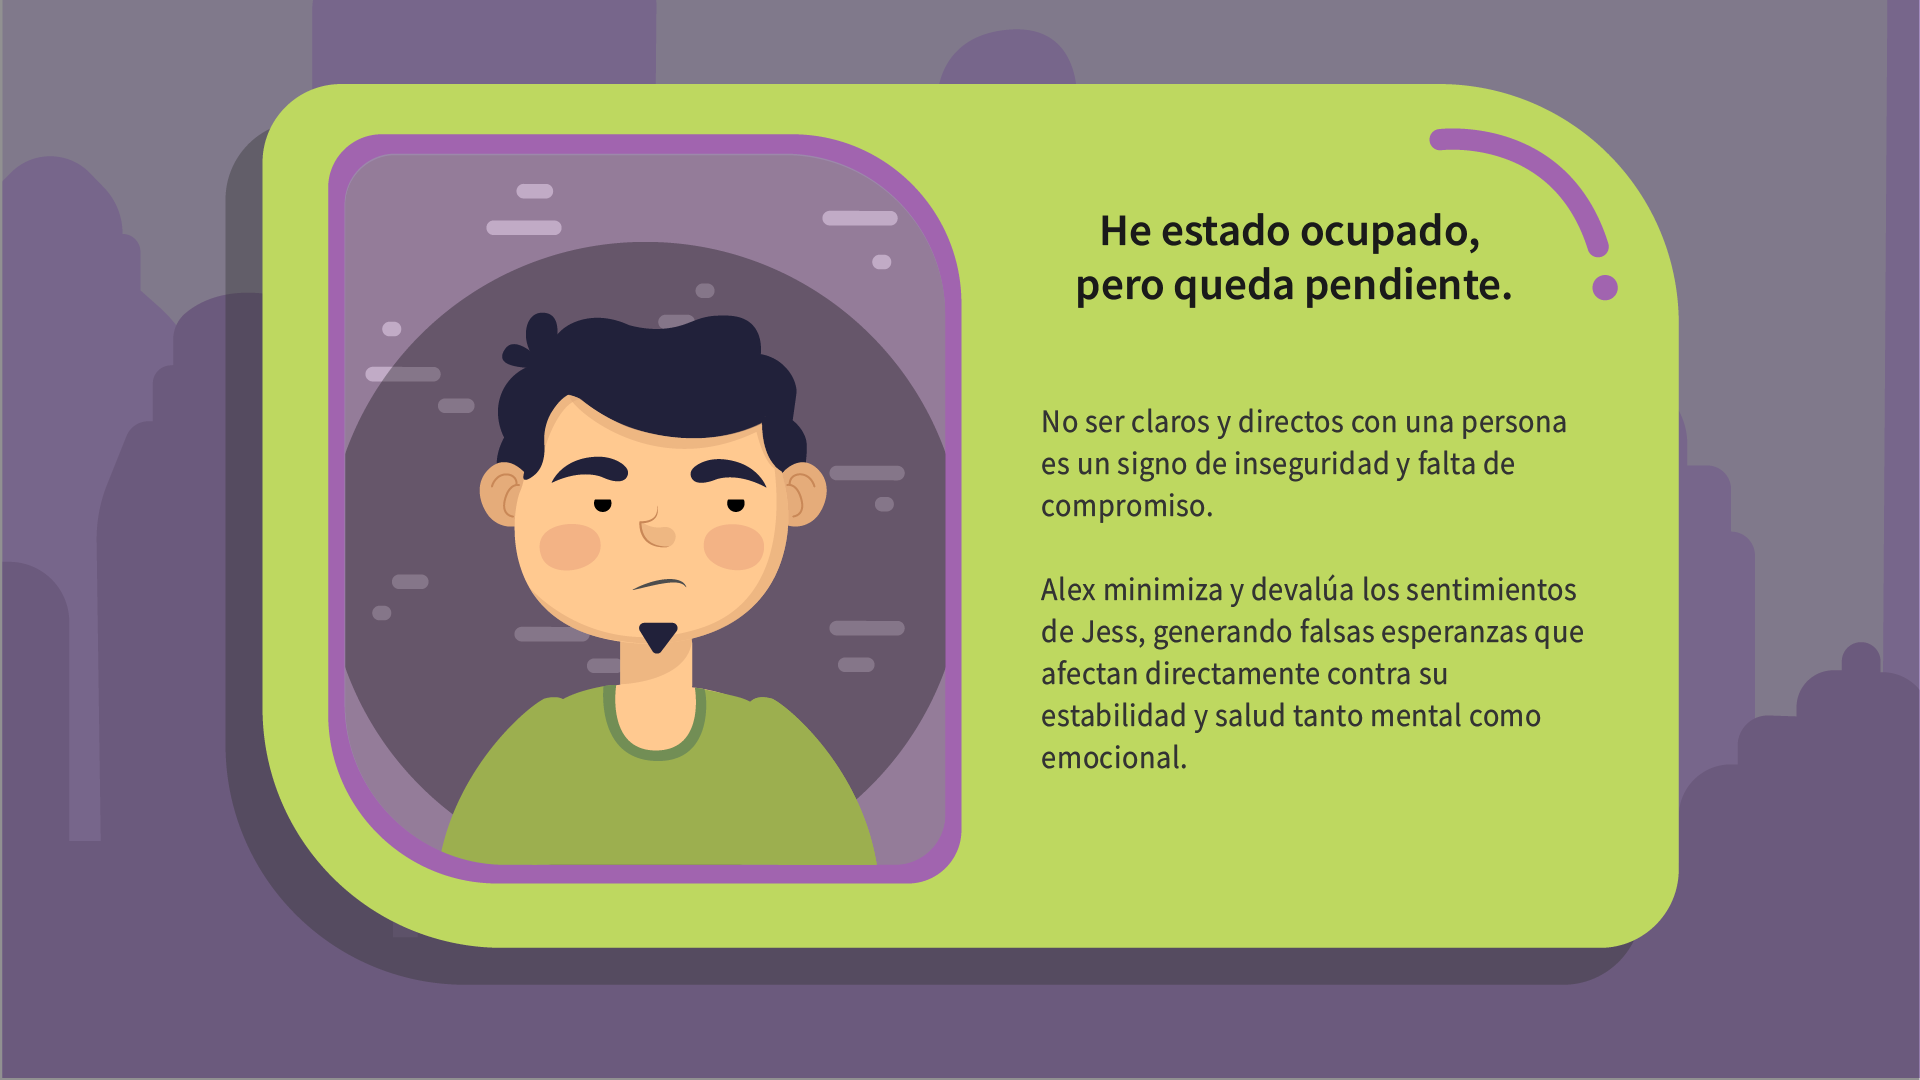 He estado ocupado,
pero queda pendiente.
No ser claros y directos con una persona
es un signo de inseguridad y falta de
compromiso.
Alex minimiza y devalúa los sentimientos
de Jess, generando falsas esperanzas que
afectan directamente contra su
estabilidad y salud tanto mental como
emocional.